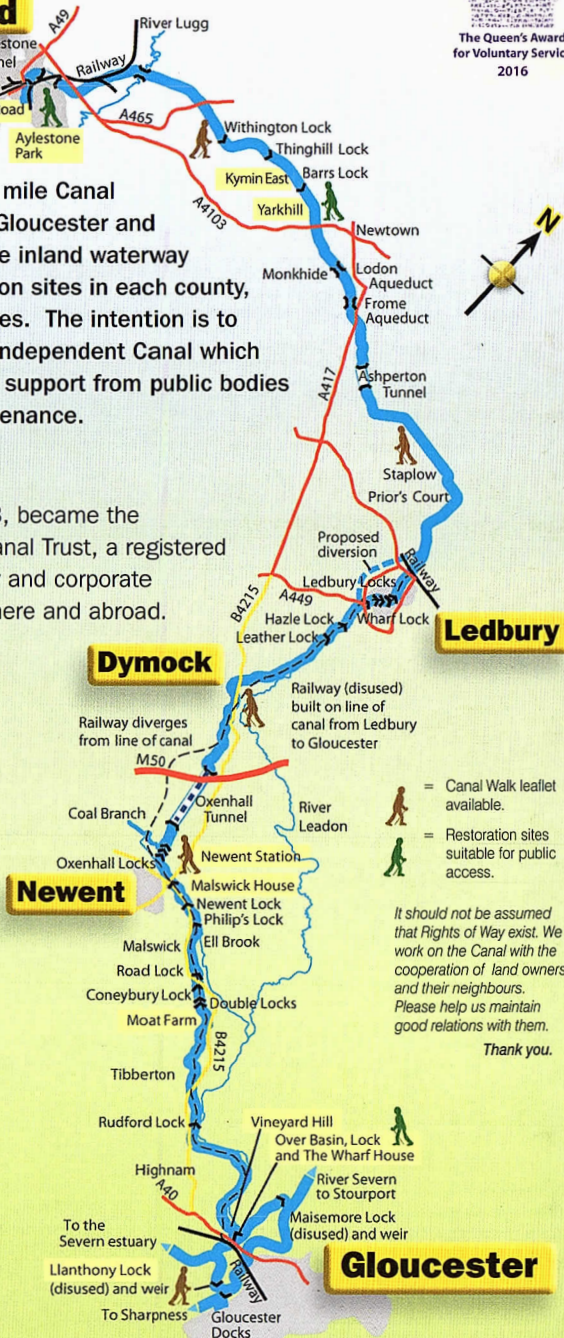 A49
River Lugg
The Queen's Award
for Voluntary Service
2016
Railway
A465
Aylestone
Park
Withington Lock
Thinghill Lock
Kymin East
Barrs Lock
Yarkhill
A4103
mile Canal
Gloucester and
e inland waterway
on sites in each county,
es. The intention is to
ndependent Canal which
support from public bodies
enance.
N
Newtown
Monkhide
Lodon
Aqueduct
Frome
Aqueduct
A417
Ashperton
Tunnel
Staplow
Prior's Court
, became the
anal Trust, a registered
and corporate
here and abroad.
Proposed
diversion
Railway
Ledbury Locks
A449
B4215
Hazle Lock
Wharf Lock
Leather Lock
Ledbury
Dymock
Railway (disused)
built on line of
canal from Ledbury
to Gloucester
Railway diverges
from line of canal
M50
Oxenhall
Tunnel
River
Leadon
Coal Branch
Oxenhall Locks
Newent Station
= Canal Walk leaflet
available.
= Restoration sites
suitable for public
access.
Newent
Malswick House
Newent Lock
Philip's Lock
Malswick
Ell Brook
Road Lock
Coneybury Lock
Double Locks
Moat Farm
B4215
It should not be assumed
that Rights of Way exist. We
work on the Canal with the
cooperation of land owners
and their neighbours.
Please help us maintain
good relations with them.
Thank you.
Tibberton
Rudford Lock
Vineyard Hill
Over Basin, Lock
and The Wharf House
Highnam
A40
River Severn
to Stourport
Maisemore Lock
(disused) and weir
To the
Severn estuary
Gloucester
Llanthony Lock
(disused) and weir
Railway
To Sharpness
Gloucester
Docks